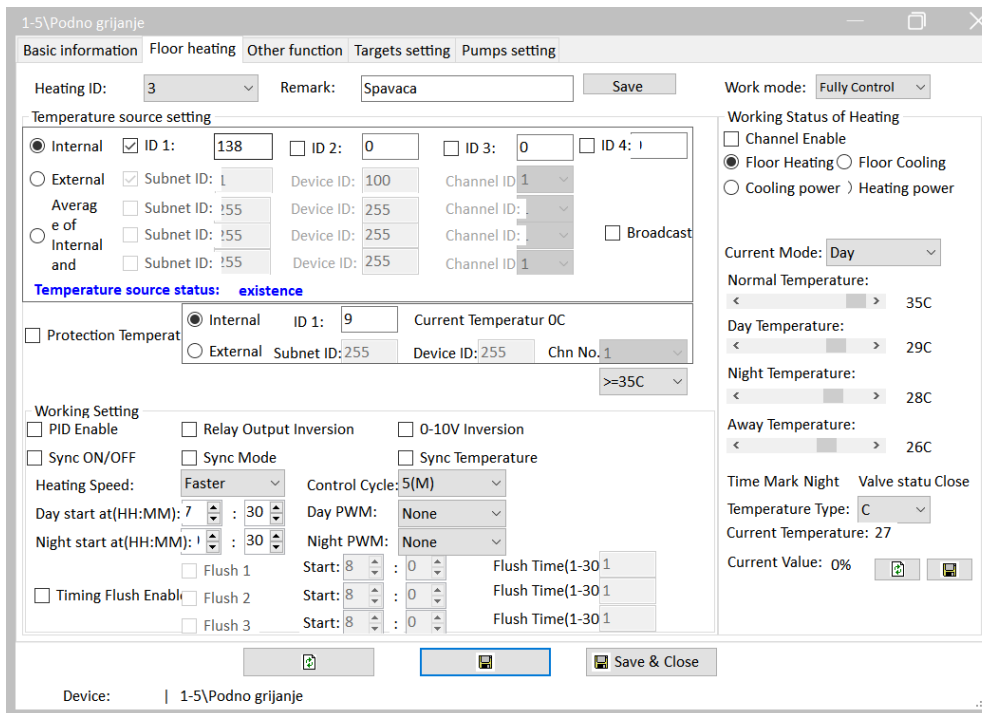 1-5\Podno grijanje
Basic information Floor heating Other function Targets setting Pumps setting
Heating ID: 3 Remark: Spavaca Save Work mode: Fully Control
Temperature source setting Working Status of Heating
Internal ID 1: 138 ID 2: 0 ID 3: 0 ID 4: Channel Enable
External Subnet ID: 1 Device ID: 100 Channel ID 1 Floor Heating Floor Cooling
Averag Subnet ID: 255 Device ID: 255 Channel ID: Cooling power Heating power
e of
Internal Subnet ID: 255 Device ID: 255 Channel ID: Broadcast
and Subnet ID: 255 Device ID: 255 Channel ID 1 Current Mode: Day
Temperature source status: existence Normal Temperature:
35C
Protection Temperat Internal ID 1: 9 Current Temperatur 0C Day Temperature:
External Subnet ID: 255 Device ID: 255 Chn No. 1 29C
>=35C Night Temperature:
28C
Working Setting Away Temperature:
PID Enable Relay Output Inversion 0-10V Inversion
Sync ON/OFF Sync Mode Sync Temperature 26C
Heating Speed: Faster Control Cycle: 5(M) Time Mark Night Valve statu Close
Day start at(HH:MM): 7 : 30 Day PWM: None Temperature Type: C
Night start at(HH:MM): : 30 Night PWM: None Current Temperature: 27
Flush 1 Start: 8 : 0 Flush Time(1-30 1 Current Value: 0%
Timing Flush Enable Flush 2 Start: 8 : 0 Flush Time(1-30 1
Flush 3 Start: 8 : 0 Flush Time(1-30 1
Save & Close
Device: | 1-5\Podno grijanje